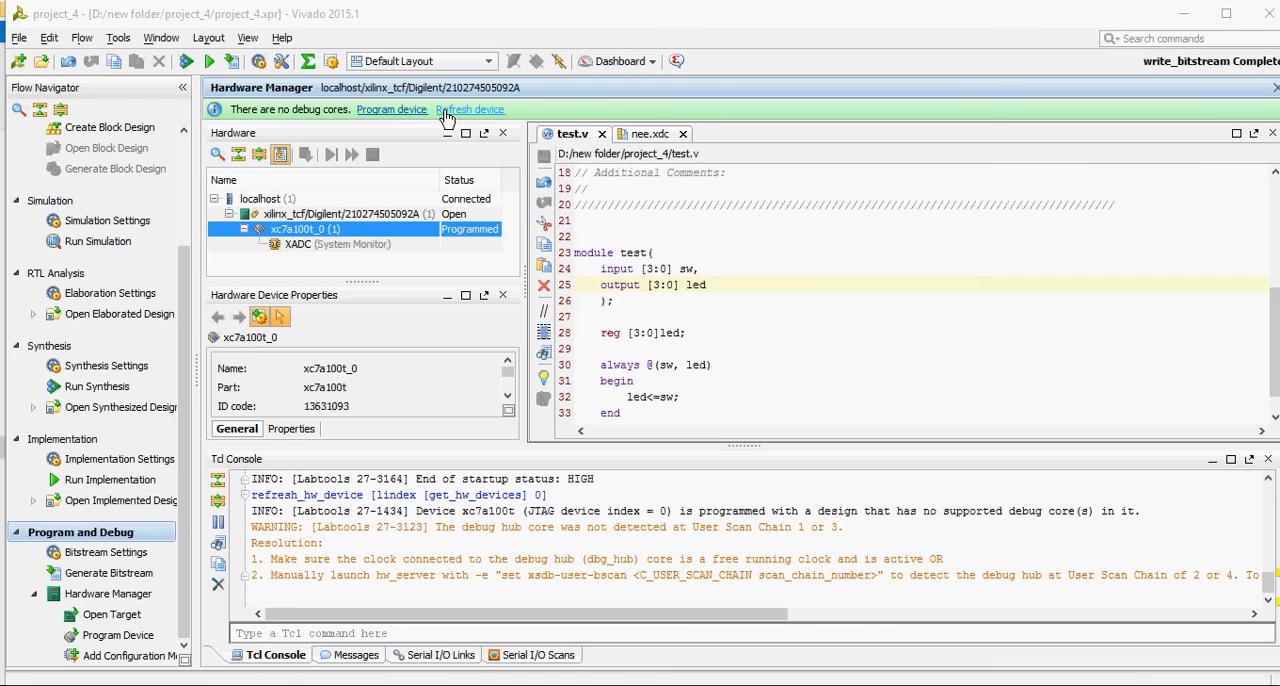 project_4 - [D:/new folder/project_4/project_4.xpr] - Vivado 2015.1
File Edit Flow Tools Window Layout View Help
Search commands
Default Layout
Dashboard
write_bitstream Complete
Flow Navigator
Create Block Design
Open Block Design
Generate Block Design
Simulation
Simulation Settings
Run Simulation
RTL Analysis
Elaboration Settings
Open Elaborated Design
Synthesis
Synthesis Settings
Run Synthesis
Open Synthesized Desig
Implementation
Implementation Settings
Run Implementation
Open Implemented Desig
Program and Debug
Bitstream Settings
Generate Bitstream
Hardware Manager
Open Target
Program Device
Add Configuration M
Hardware Manager - localhost/xilinx_tcf/Digilent/210274505092A
There are no debug cores. Program device Refresh device
Hardware
Name Status
localhost (1) Connected
xilinx_tcf/Digilent/210274505092A (1) Open
xc7a100t_0 (1) Programmed
XADC (System Monitor)
Hardware Device Properties
xc7a100t_0
Name: xc7a100t_0
Part: xc7a100t
ID code: 13631093
General Properties
test.v nee.xdc
D:/new folder/project_4/test.v
18 // Additional Comments:
19 //
20 //////////////////////////////////////////////////////////////////////////////////
21
22
23 module test(
24 input [3:0] sw,
25 output [3:0] led
26 );
27
28 reg [3:0]led;
29
30 always @(sw, led)
31 begin
32 led<=sw;
33 end
Tcl Console
INFO: [Labtools 27-3164] End of startup status: HIGH
refresh_hw_device [lindex [get_hw_devices] 0]
INFO: [Labtools 27-1434] Device xc7a100t (JTAG device index = 0) is programmed with a design that has no supported debug core(s) in it.
WARNING: [Labtools 27-3123] The debug hub core was not detected at User Scan Chain 1 or 3.
Resolution:
1. Make sure the clock connected to the debug hub (dbg_hub) core is a free running clock and is active OR
2. Manually launch hw_server with -e "set xsdb-user-bscan <C_USER_SCAN_CHAIN scan_chain_number>" to detect the debug hub at User Scan Chain of 2 or 4. To
Type a Tcl command here
Tcl Console Messages Serial I/O Links Serial I/O Scans